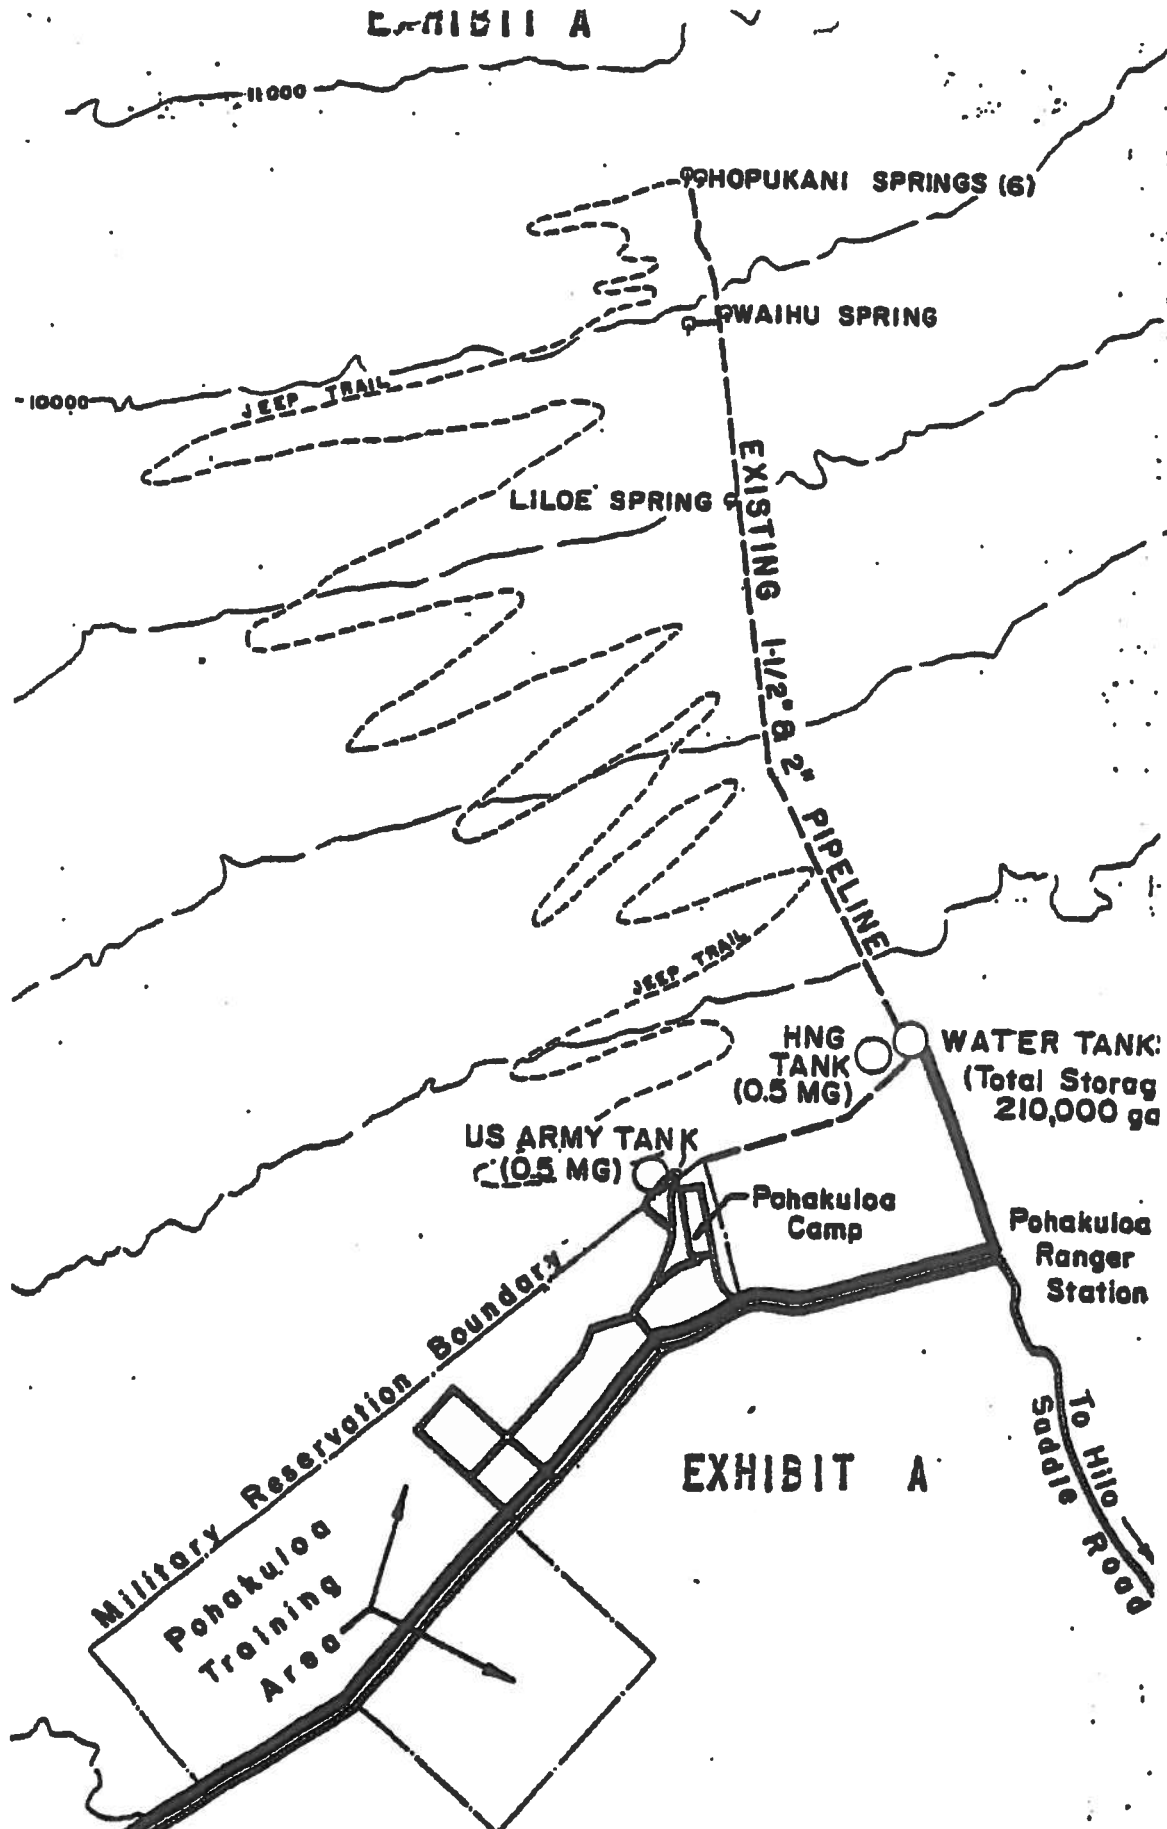 EXHIBIT A
11000
HOPUKANI SPRINGS (6)
WAIHU SPRING
10000
JEEP TRAIL
LILOE SPRING
EXISTING 1-1/2" & 2" PIPELINE
JEEP TRAIL
HNG
TANK
(0.5 MG)
WATER TANK
(Total Storag
210,000 ga
US ARMY TANK
(0.5 MG)
Pohakuloa
Camp
Pohakuloa
Ranger
Station
Military Reservation Boundary
To Hilo
Saddle Road
EXHIBIT A
Pohakuloa
Training
Area